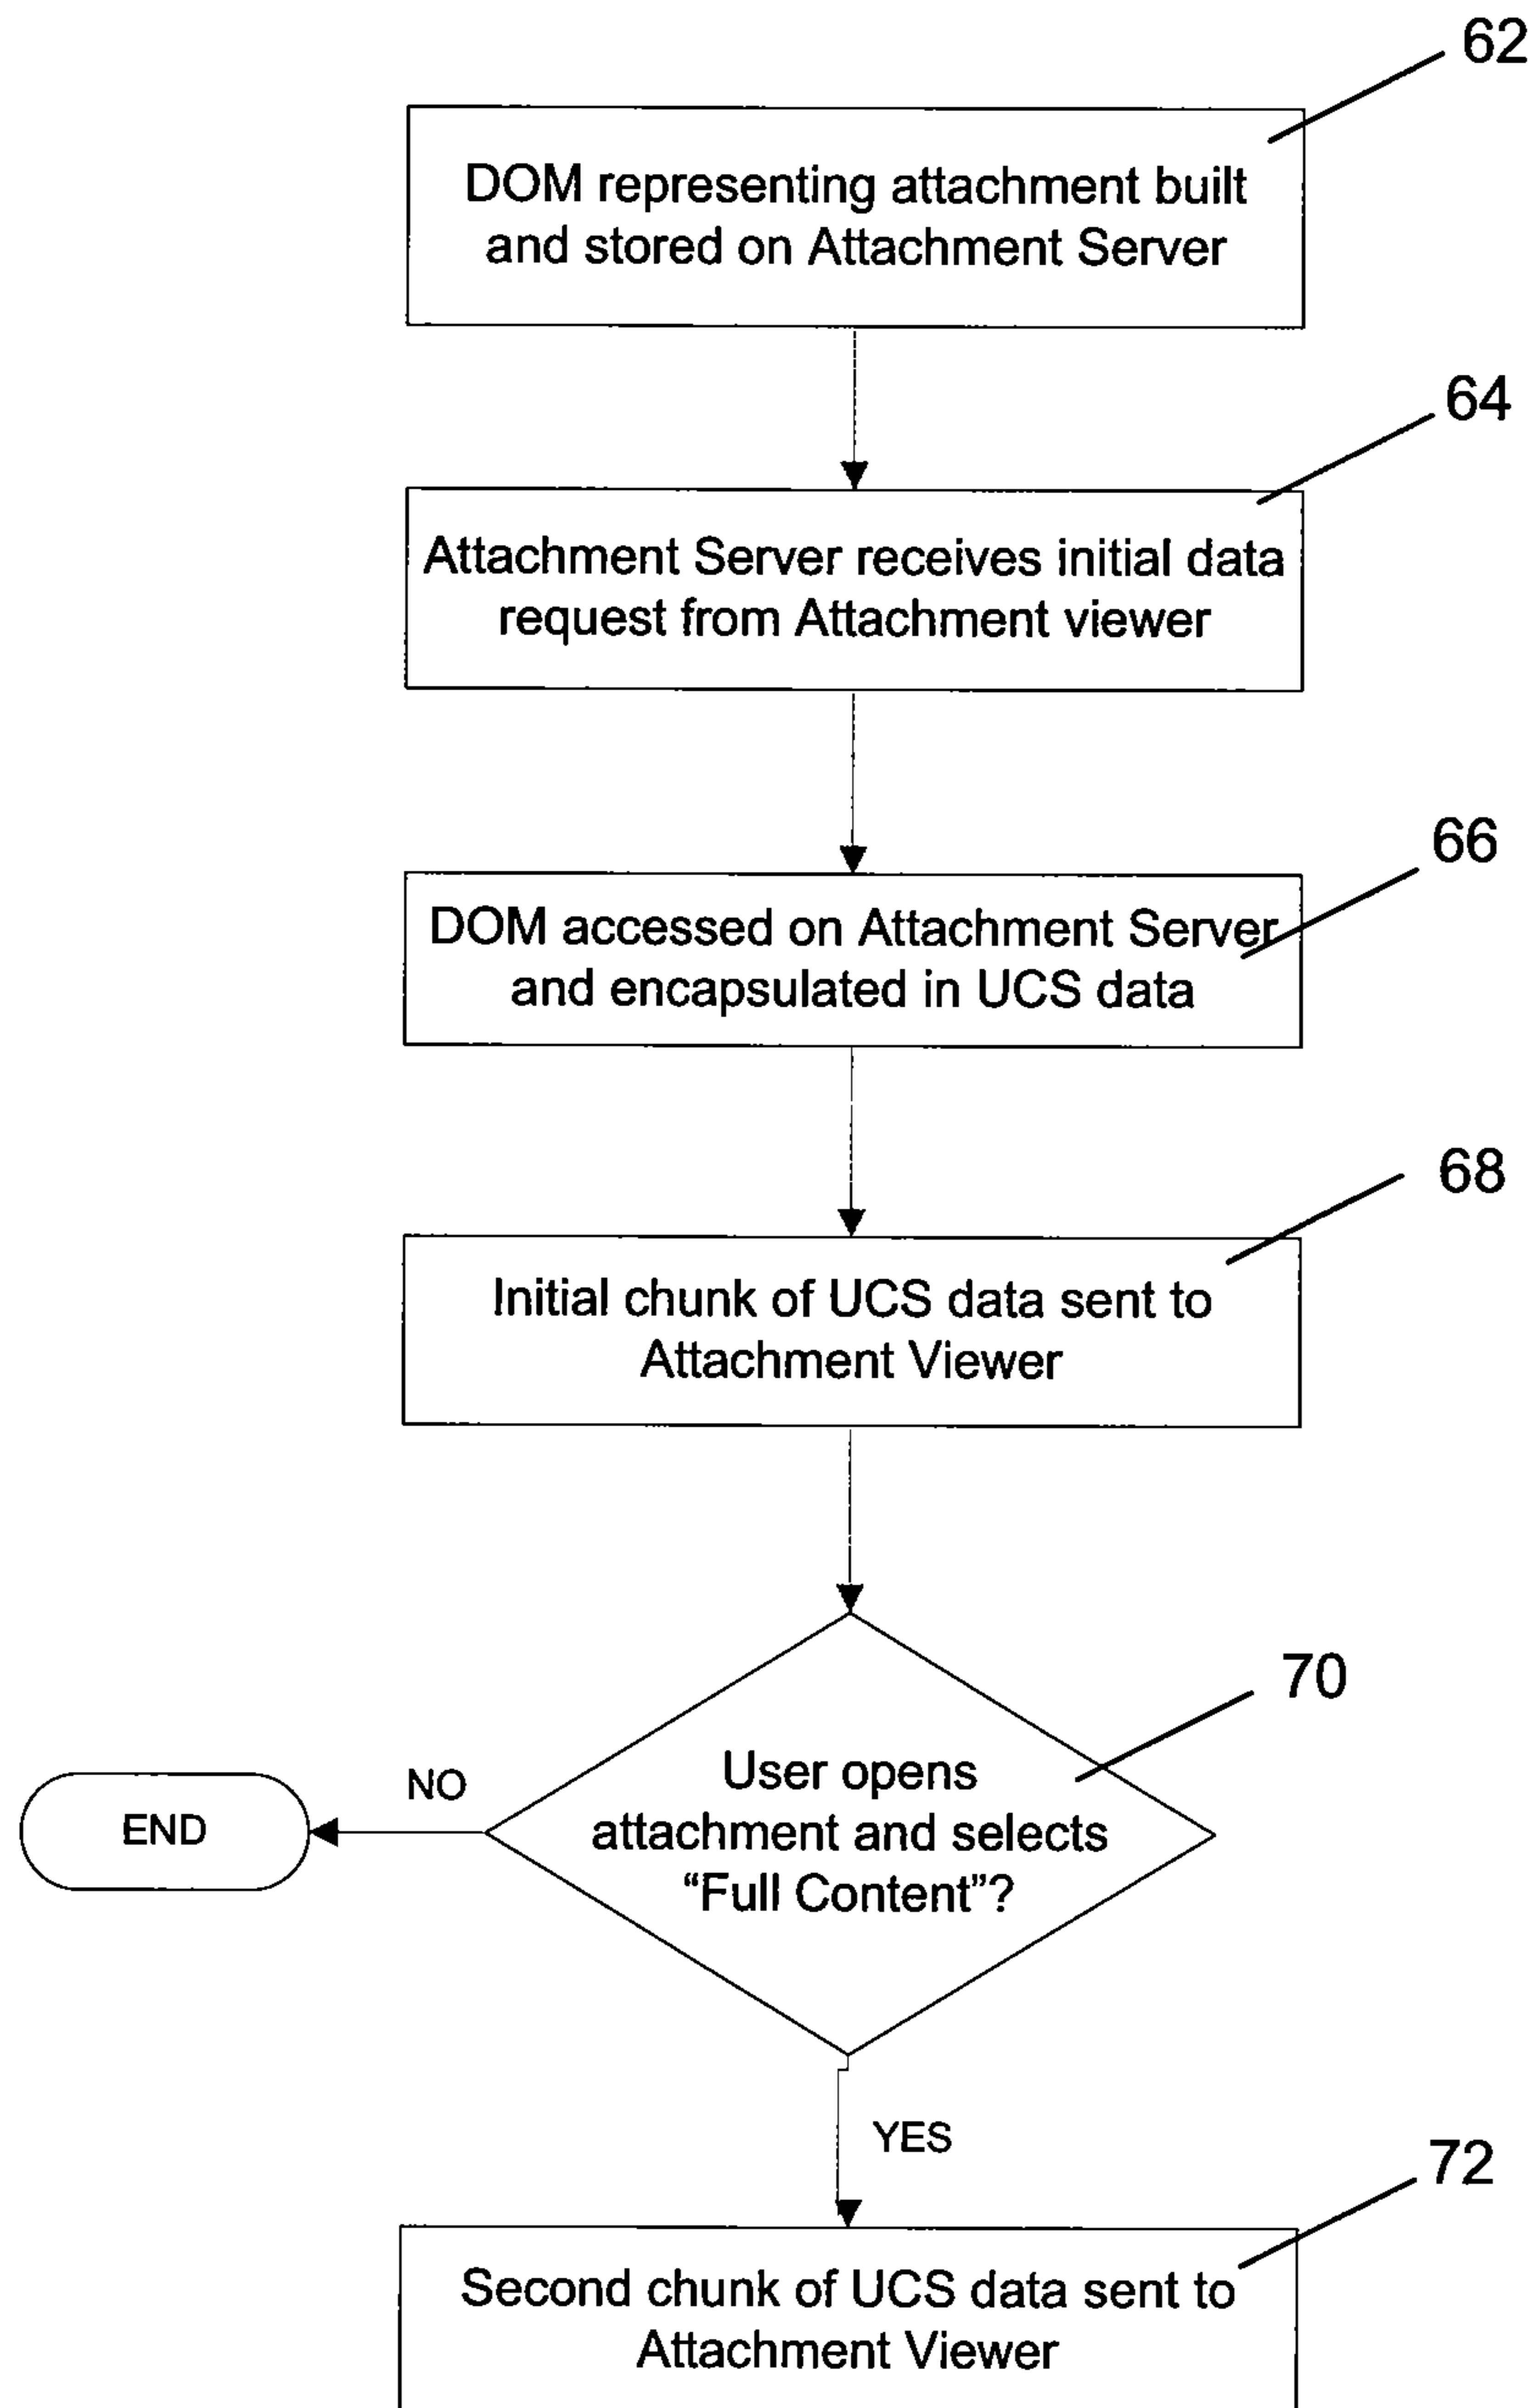 62
DOM representing attachment built
and stored on Attachment Server
64
Attachment Server receives initial data
request from Attachment viewer
66
DOM accessed on Attachment Server
and encapsulated in UCS data
68
Initial chunk of UCS data sent to
Attachment Viewer
70
User opens
attachment and selects
“Full Content”?
NO
END
YES
72
Second chunk of UCS data sent to
Attachment Viewer